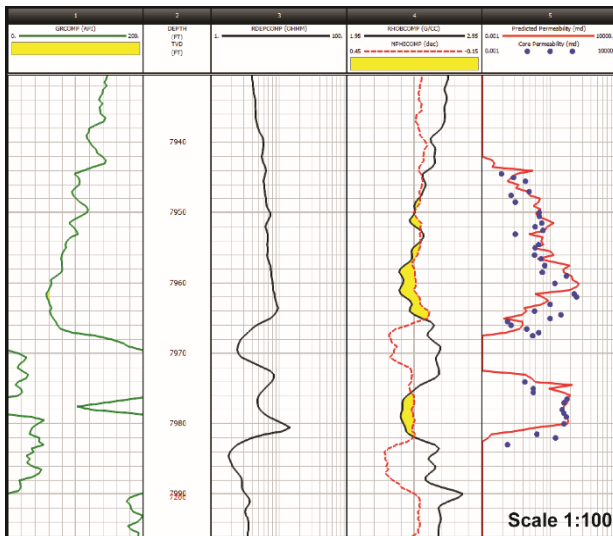 1 2 3 4 5
GRCOMP (API)
0. 200.
DEPTH
(FT)
TVD
(FT)
RDEPCOMP (OHMM)
1. 100.
RHOBCOMP (G/CC)
1.95 2.95
NPHICOMP (dec)
0.45 -0.15
Predicted Permeability (md)
0.001 10000.
Core Permeability (md)
0.001 10000
7940
7950
7960
7970
7980
7990
Scale 1:100